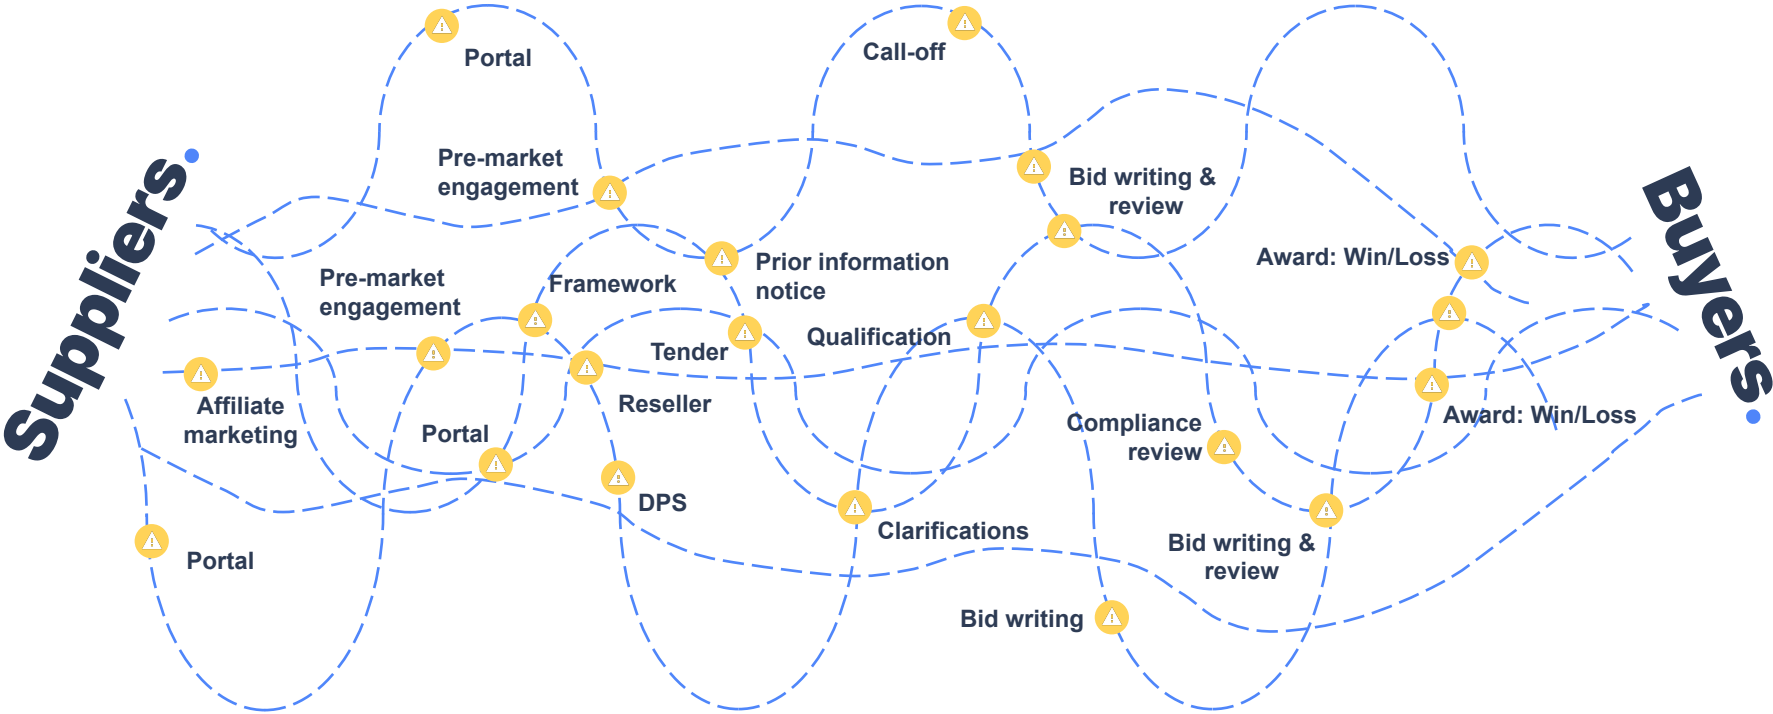 Suppliers.
Portal
Call-off
Pre-market
engagement
Bid writing &
review
Prior information
notice
Award: Win/Loss
Pre-market
engagement
Framework
Qualification
Tender
Reseller
Affiliate
marketing
Portal
Compliance
review
Award: Win/Loss
DPS
Clarifications
Portal
Bid writing &
review
Bid writing
Buyers.